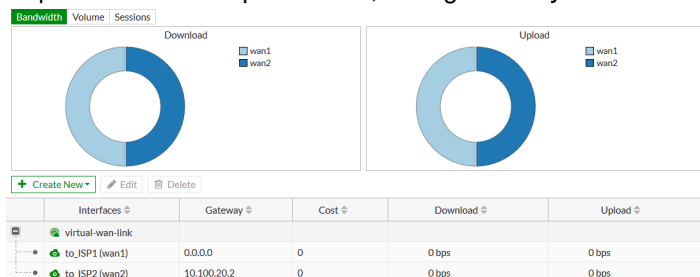 Bandwidth Volume Sessions
Download
wan1
wan2
Upload
wan1
wan2
+ Create New Edit Delete
Interfaces Gateway Cost Download Upload
virtual-wan-link
to_ISP1 (wan1) 0.0.0.0 0 0 bps 0 bps
to_ISP2 (wan2) 10.100.20.2 0 0 bps 0 bps